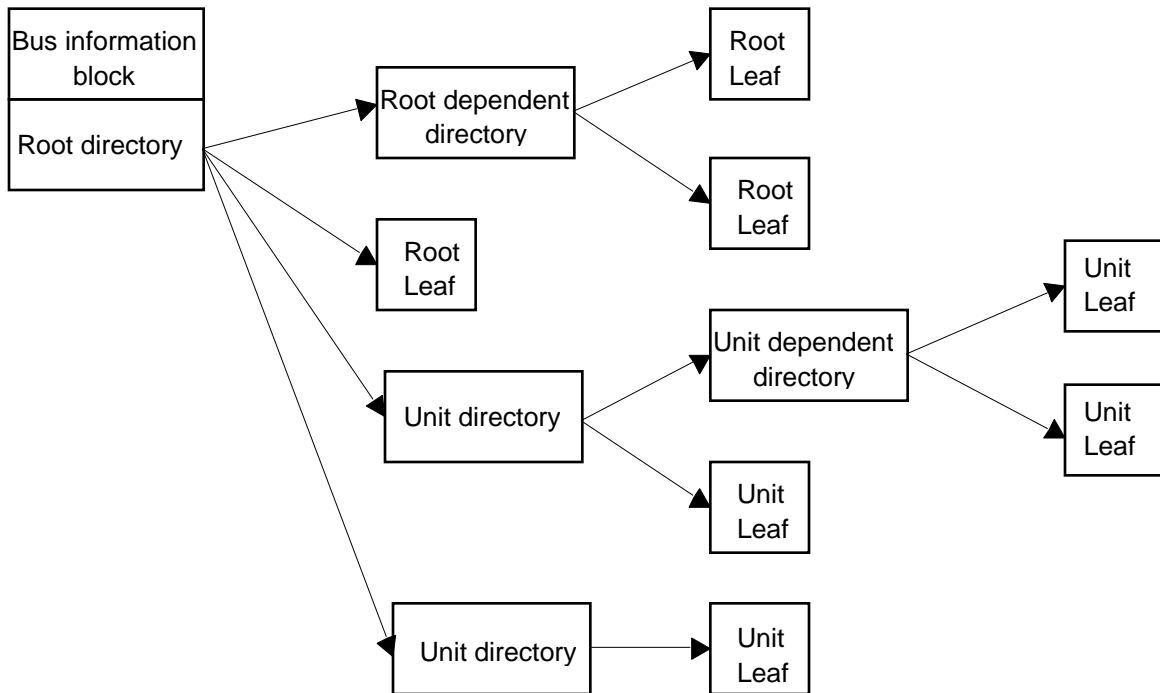 Bus information
block
Root directory
Root dependent
directory
Root
Leaf
Root
Leaf
Root
Leaf
Unit directory
Unit dependent
directory
Unit
Leaf
Unit
Leaf
Unit
Leaf
Unit directory
Unit
Leaf